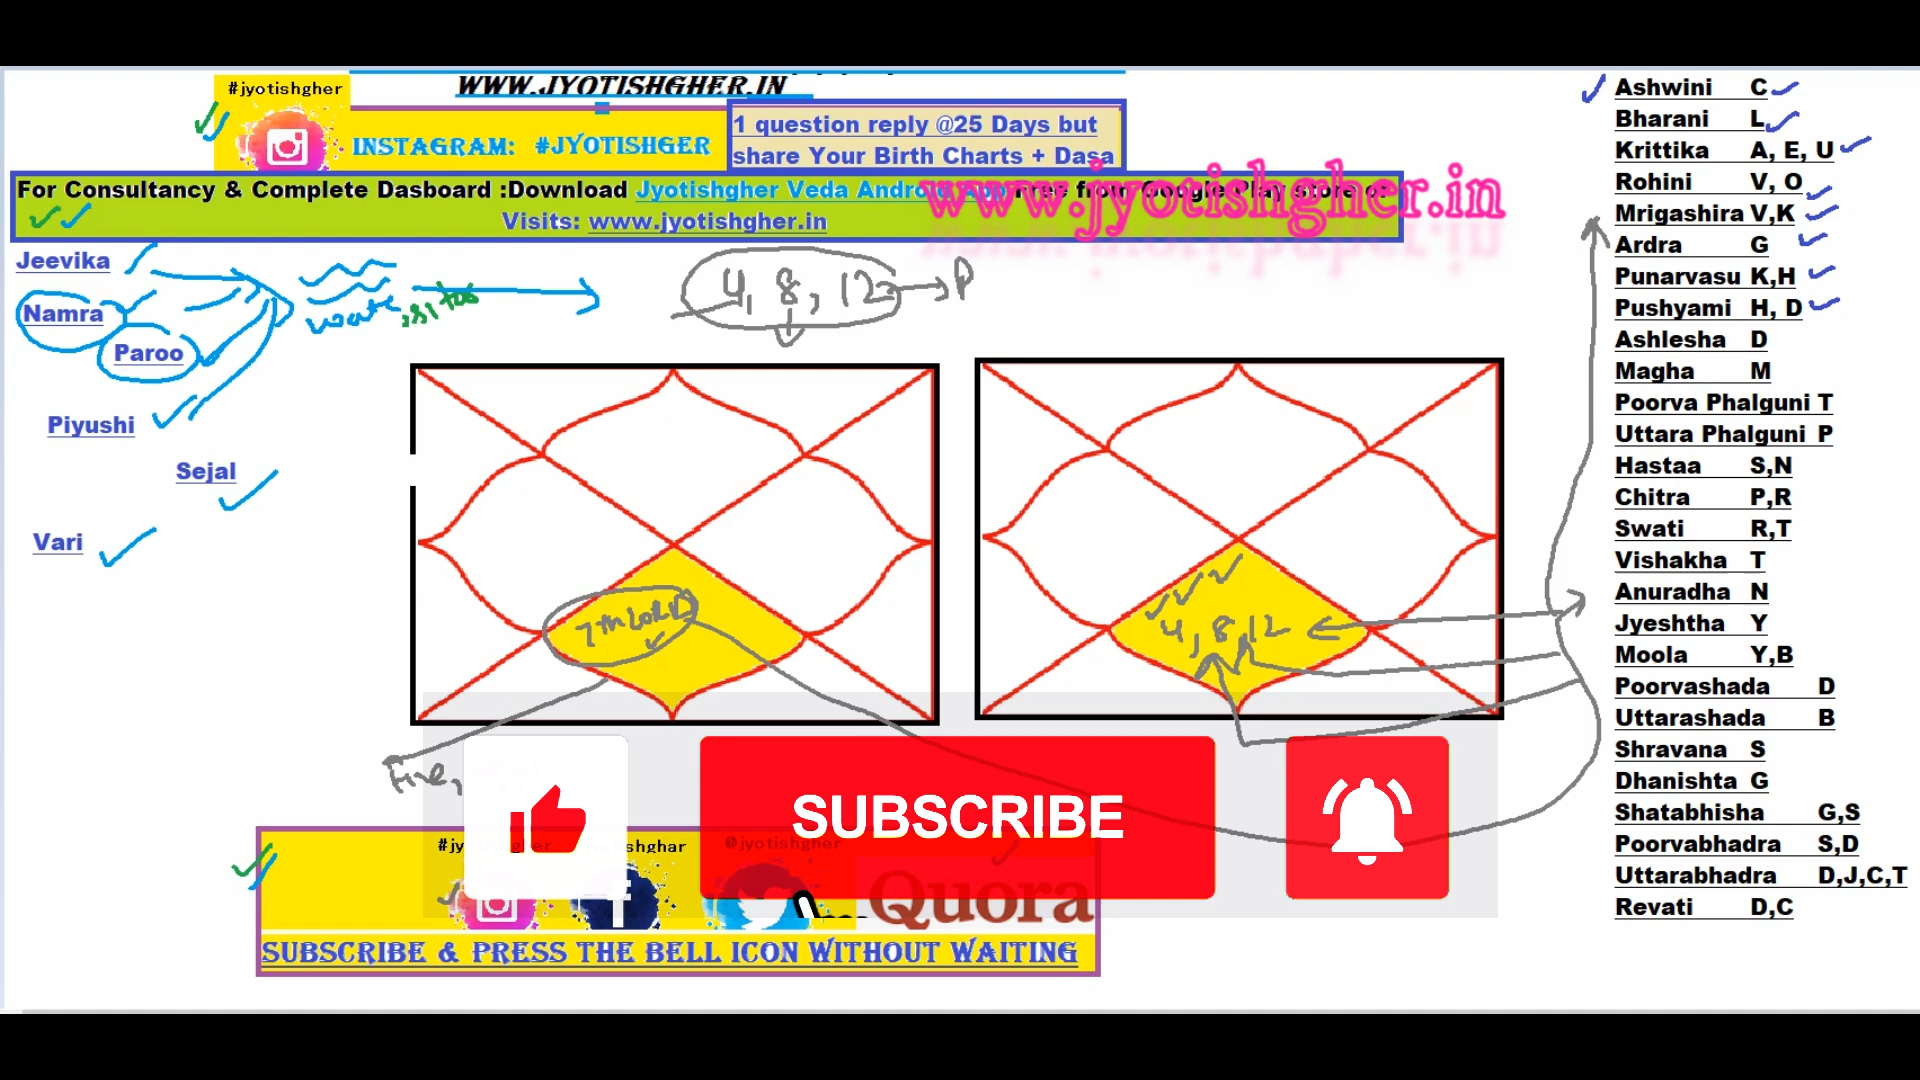 WWW.JYOTISHGHER.IN
#jyotishgher
INSTAGRAM: #JYOTISHGER
1 question reply @25 Days but
share Your Birth Charts + Dasa
For Consultancy & Complete Dasboard :Download Jyotishgher Veda Android App
Visits: www.jyotishgher.in
www.jyotishgher.in
Jeevika
Namra
Paroo
Piyushi
Sejal
Vari
4, 8, 12 → P
7th LORD
4, 8, 12
Fire,
SUBSCRIBE
Quora
SUBSCRIBE & PRESS THE BELL ICON WITHOUT WAITING
Ashwini C
Bharani L
Krittika A, E, U
Rohini V, O
Mrigashira V,K
Ardra G
Punarvasu K,H
Pushyami H, D
Ashlesha D
Magha M
Poorva Phalguni T
Uttara Phalguni P
Hastaa S,N
Chitra P,R
Swati R,T
Vishakha T
Anuradha N
Jyeshtha Y
Moola Y,B
Poorvashada D
Uttarashada B
Shravana S
Dhanishta G
Shatabhisha G,S
Poorvabhadra S,D
Uttarabhadra D,J,C,T
Revati D,C